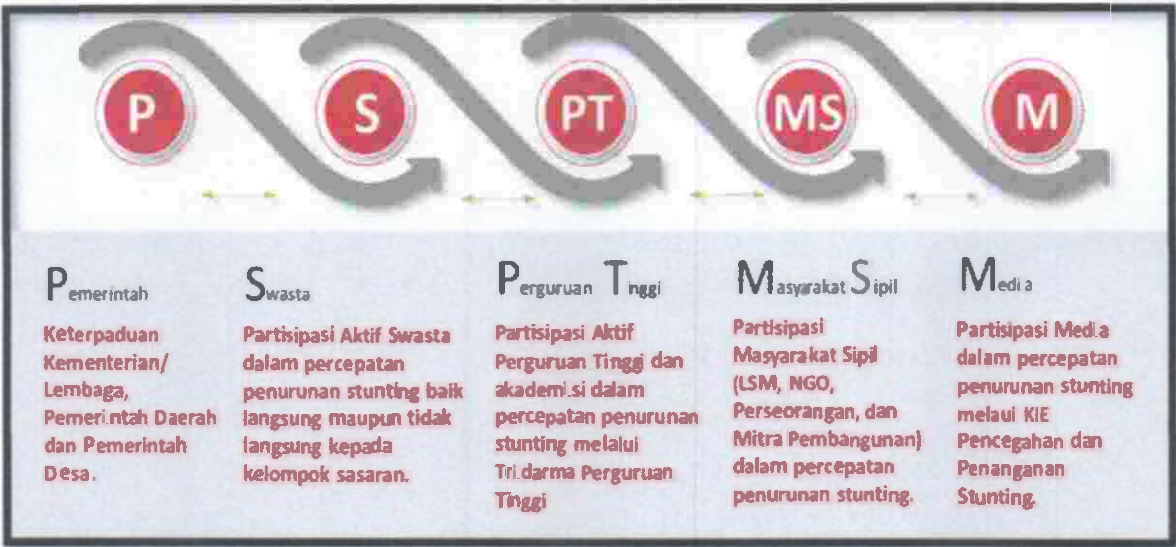 P
S
PT
MS
M
Pemerintah
Keterpaduan
Kementerian/
Lembaga,
Pemerintah Daerah
dan Pemerintah
Desa.
Swasta
Partisipasi Aktif Swasta
dalam percepatan
penurunan stunting baik
langsung maupun tidak
langsung kepada
kelompok sasaran.
Perguruan Tinggi
Partisipasi Aktif
Perguruan Tinggi dan
akademisi dalam
percepatan penurunan
stunting melalui
Tridarma Perguruan
Tinggi
Masyarakat Sipil
Partisipasi
Masyarakat Sipil
(LSM, NGO,
Perseorangan, dan
Mitra Pembangunan)
dalam percepatan
penurunan stunting.
Media
Partisipasi Media
dalam percepatan
penurunan stunting
melaui KIE
Pencegahan dan
Penanganan
Stunting.